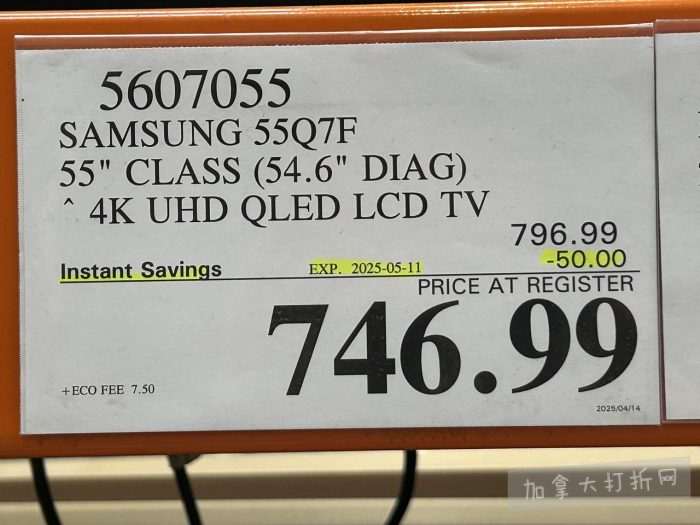 5607055
SAMSUNG 55Q7F
55" CLASS (54.6" DIAG)
^ 4K UHD QLED LCD TV
796.99
Instant Savings EXP. 2025-05-11 -50.00
PRICE AT REGISTER
746.99
+ECO FEE 7.50
2025/04/14
加拿大打折网